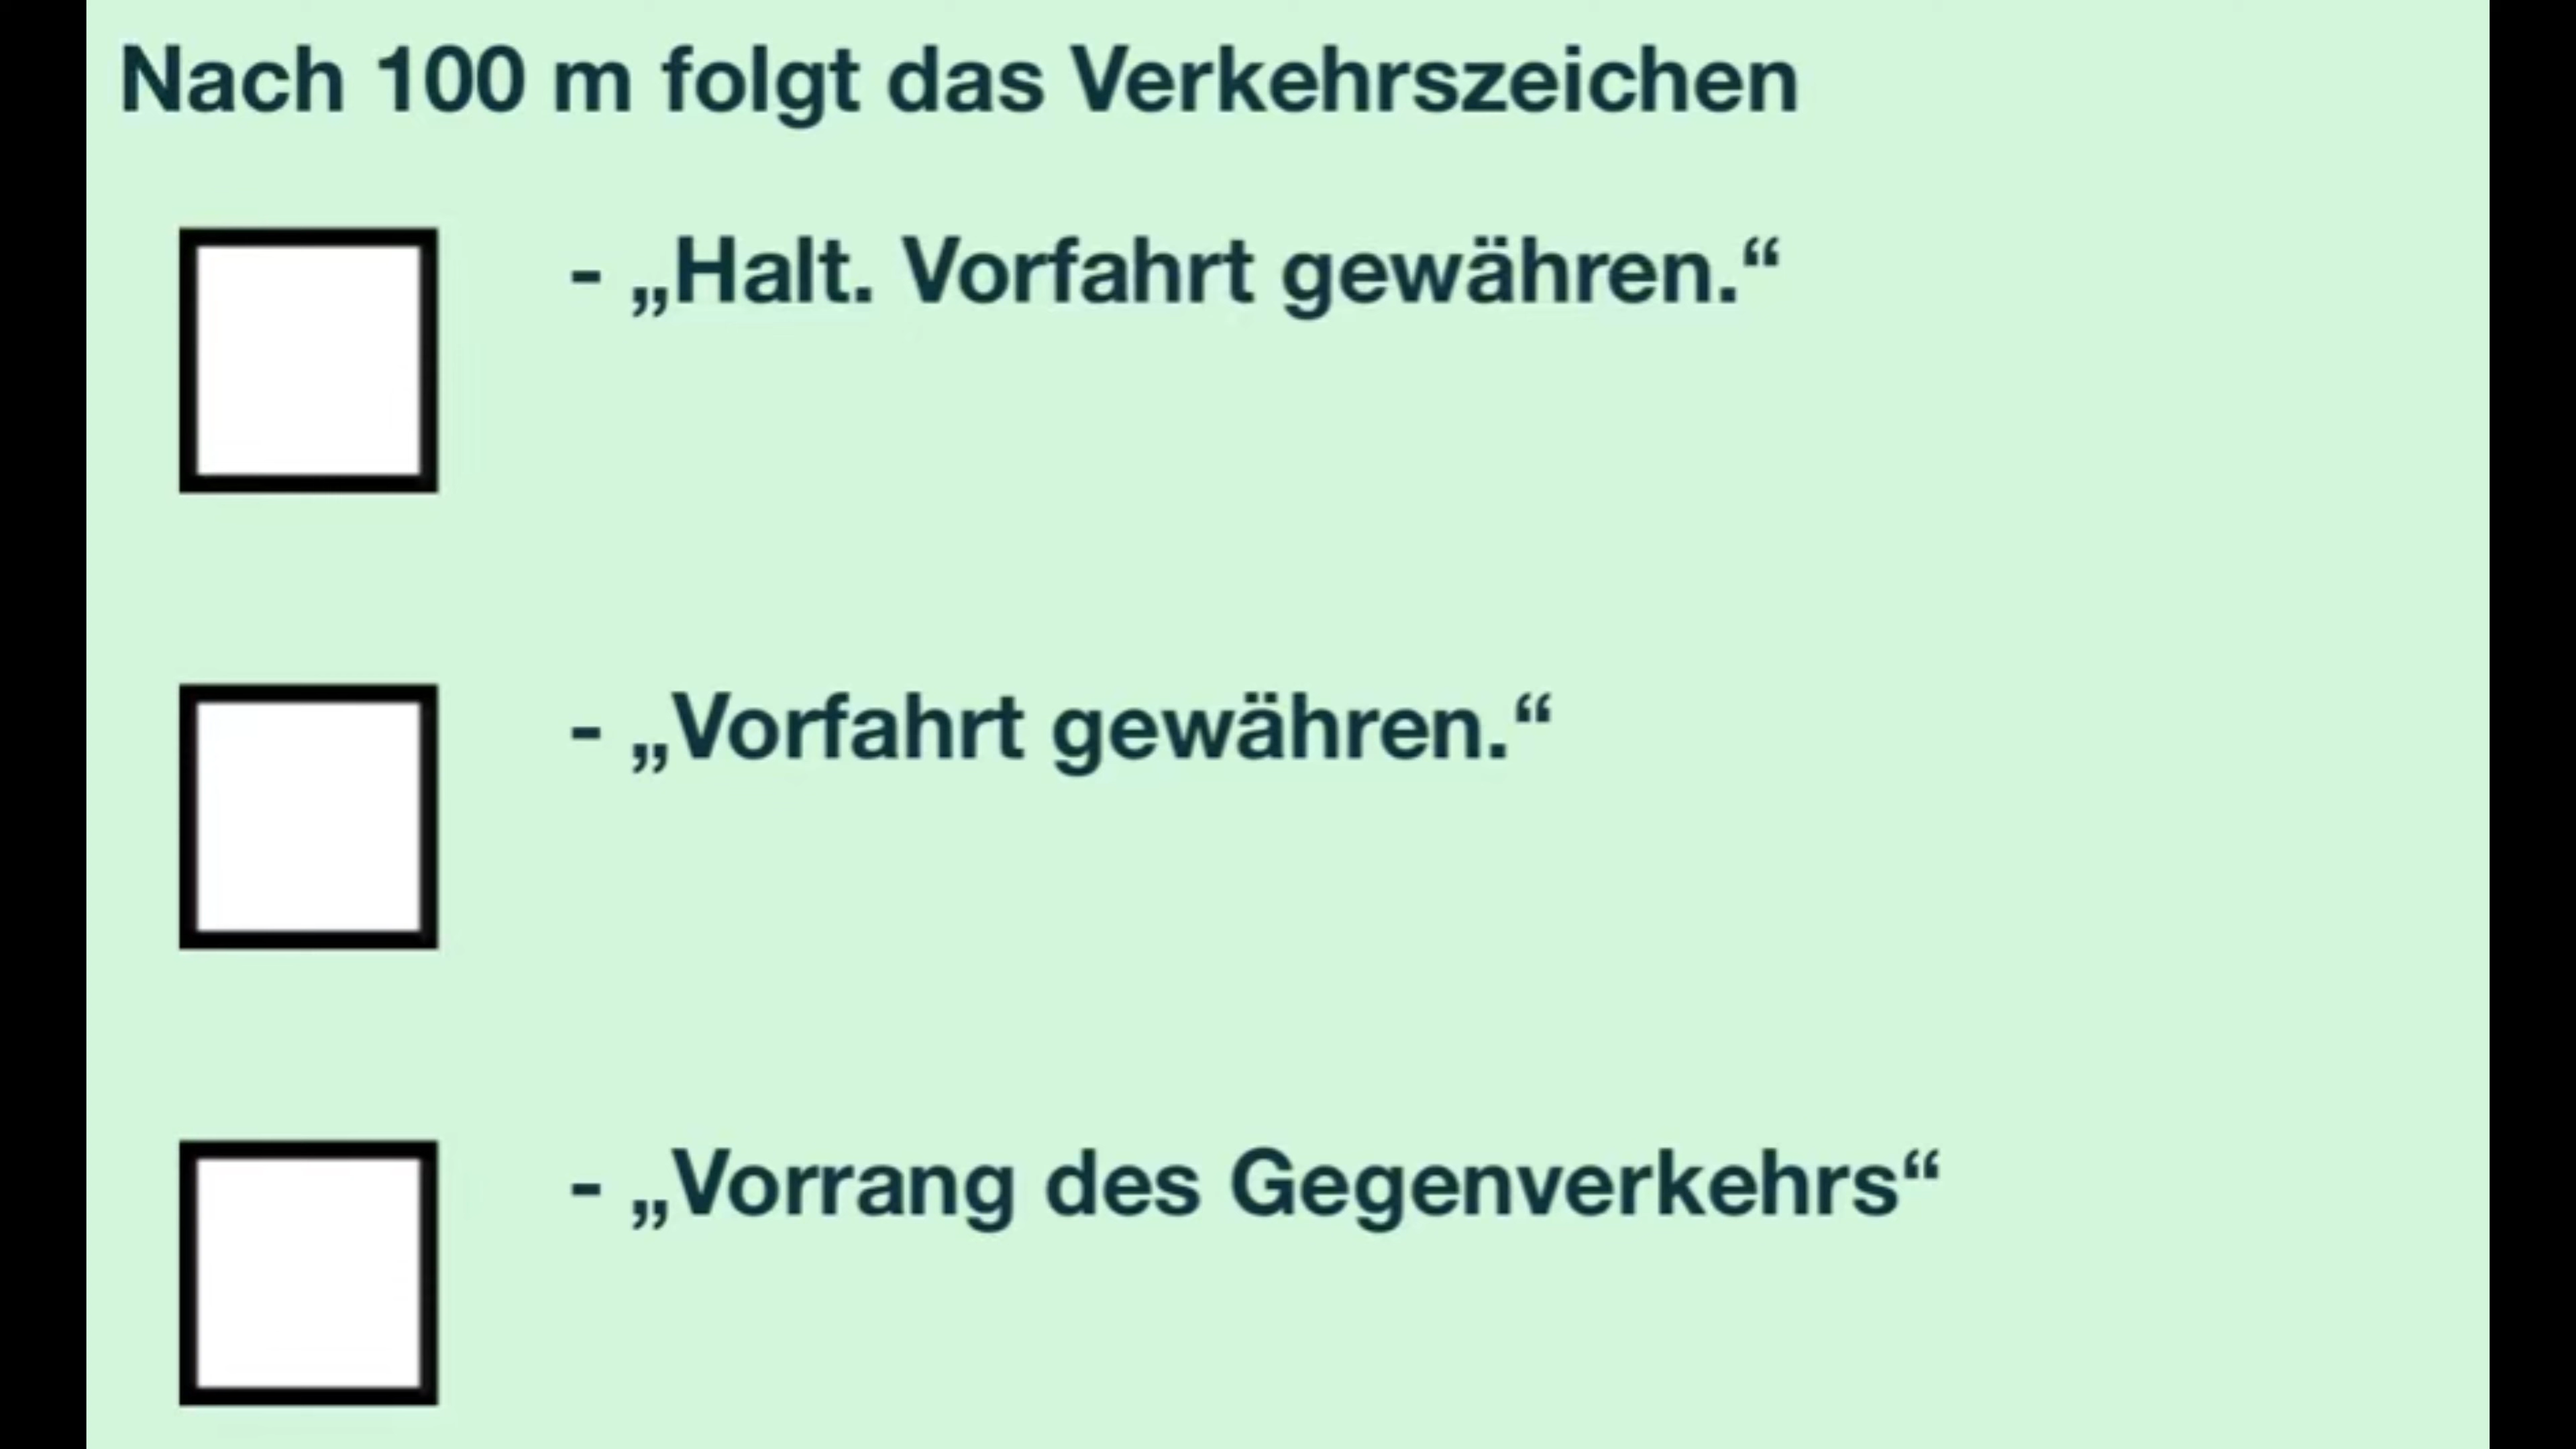 Nach 100 m folgt das Verkehrszeichen
- „Halt. Vorfahrt gewähren.“
- „Vorfahrt gewähren.“
- „Vorrang des Gegenverkehrs“